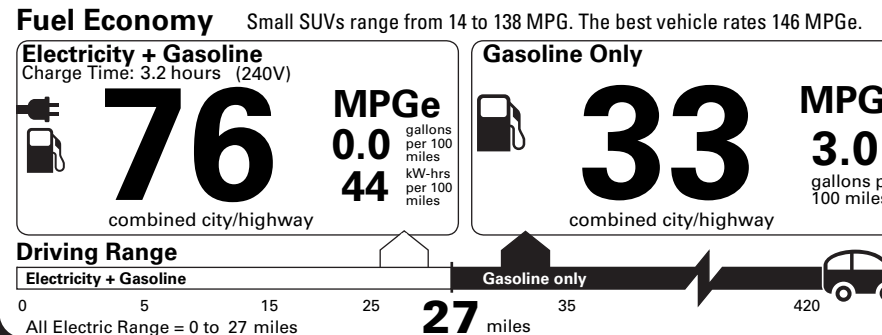 Fuel Economy Small SUVs range from 14 to 138 MPG. The best vehicle rates 146 MPGe.
Electricity + Gasoline
Charge Time: 3.2 hours (240V)
76
MPGe
0.0 gallons per 100 miles
44 kW-hrs per 100 miles
combined city/highway
Gasoline Only
33
MPG
3.0
gallons p
100 miles
combined city/highway
Driving Range
Electricity + Gasoline Gasoline only
0 5 15 25 27 miles 35 420
All Electric Range = 0 to 27 miles